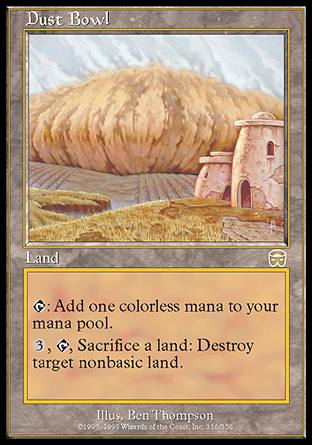 Dust Bowl
Land
: Add one colorless mana to your
mana pool.
3, , Sacrifice a land: Destroy
target nonbasic land.
Illus. Ben Thompson
©1993-1999 Wizards of the Coast, Inc. 316/350